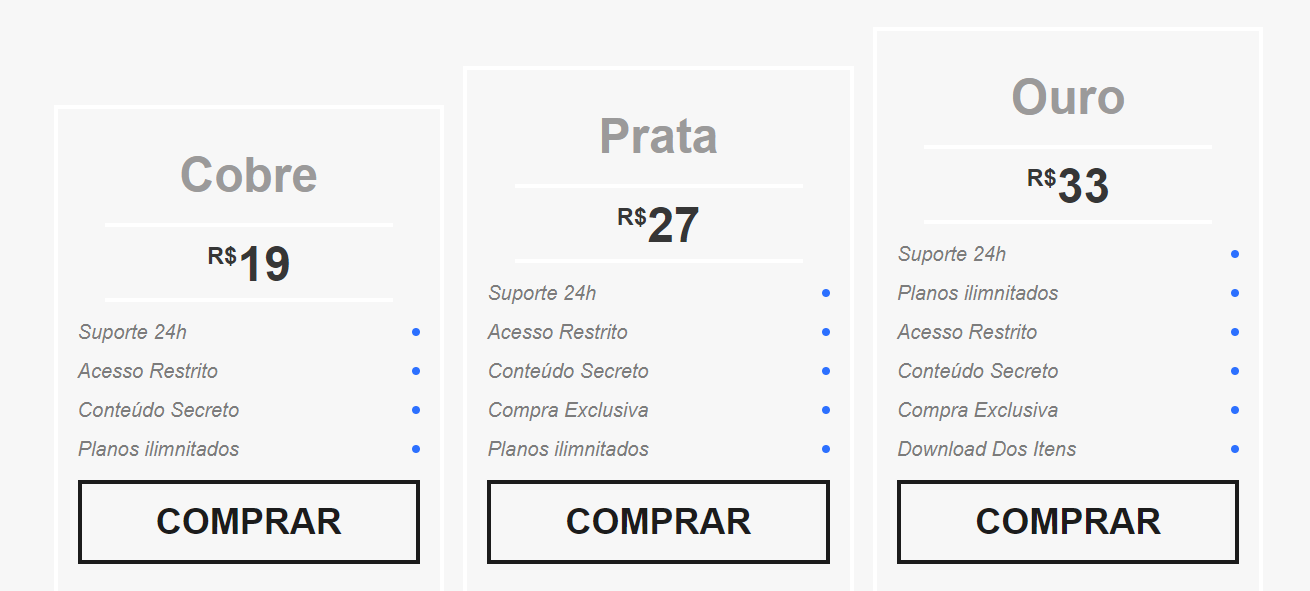 Cobre
R$19
Suporte 24h
Acesso Restrito
Conteúdo Secreto
Planos ilimnitados
COMPRAR
Prata
R$27
Suporte 24h
Acesso Restrito
Conteúdo Secreto
Compra Exclusiva
Planos ilimnitados
COMPRAR
Ouro
R$33
Suporte 24h
Planos ilimnitados
Acesso Restrito
Conteúdo Secreto
Compra Exclusiva
Download Dos Itens
COMPRAR